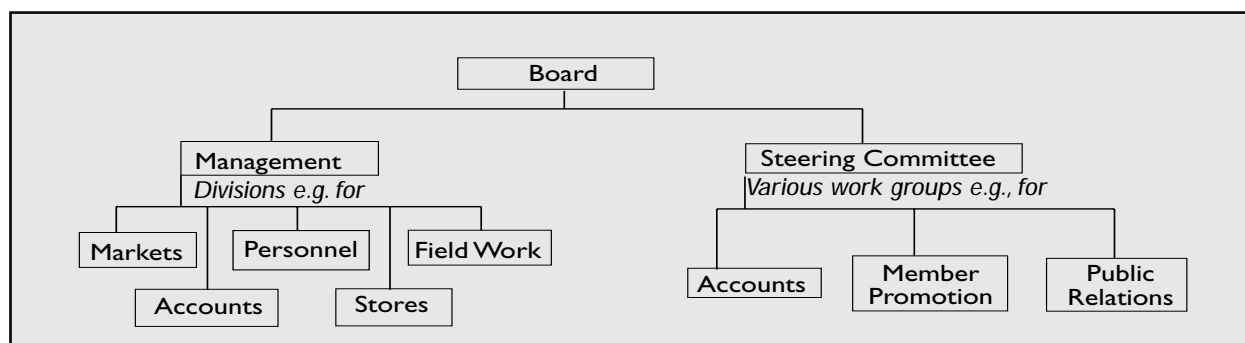 Board
Management
Steering Committee
Divisions e.g. for
Various work groups e.g., for
Markets
Personnel
Field Work
Accounts
Stores
Accounts
Member
Promotion
Public
Relations